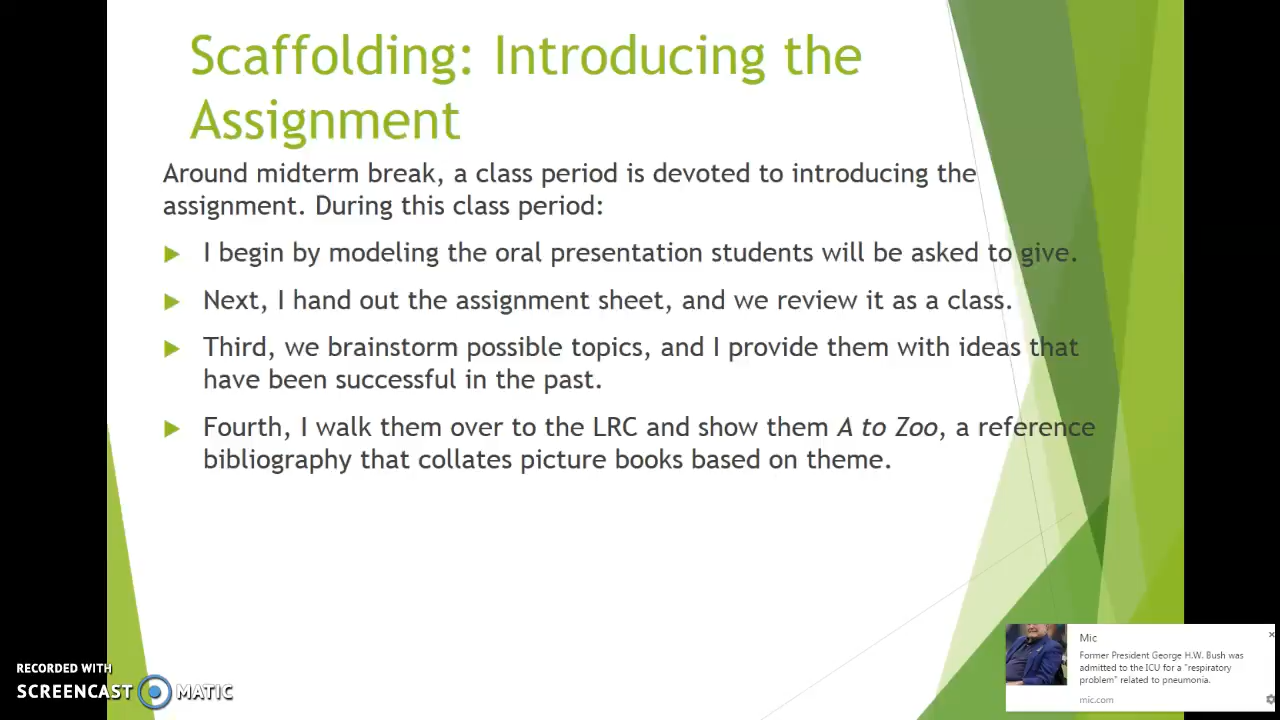 Scaffolding: Introducing the
Assignment
Around midterm break, a class period is devoted to introducing the
assignment. During this class period:
I begin by modeling the oral presentation students will be asked to give.
Next, I hand out the assignment sheet, and we review it as a class.
Third, we brainstorm possible topics, and I provide them with ideas that
have been successful in the past.
Fourth, I walk them over to the LRC and show them A to Zoo, a reference
bibliography that collates picture books based on theme.
Mic
Former President George H.W. Bush was
admitted to the ICU for a "respiratory
problem" related to pneumonia.
mic.com
RECORDED WITH
SCREENCAST MATIC